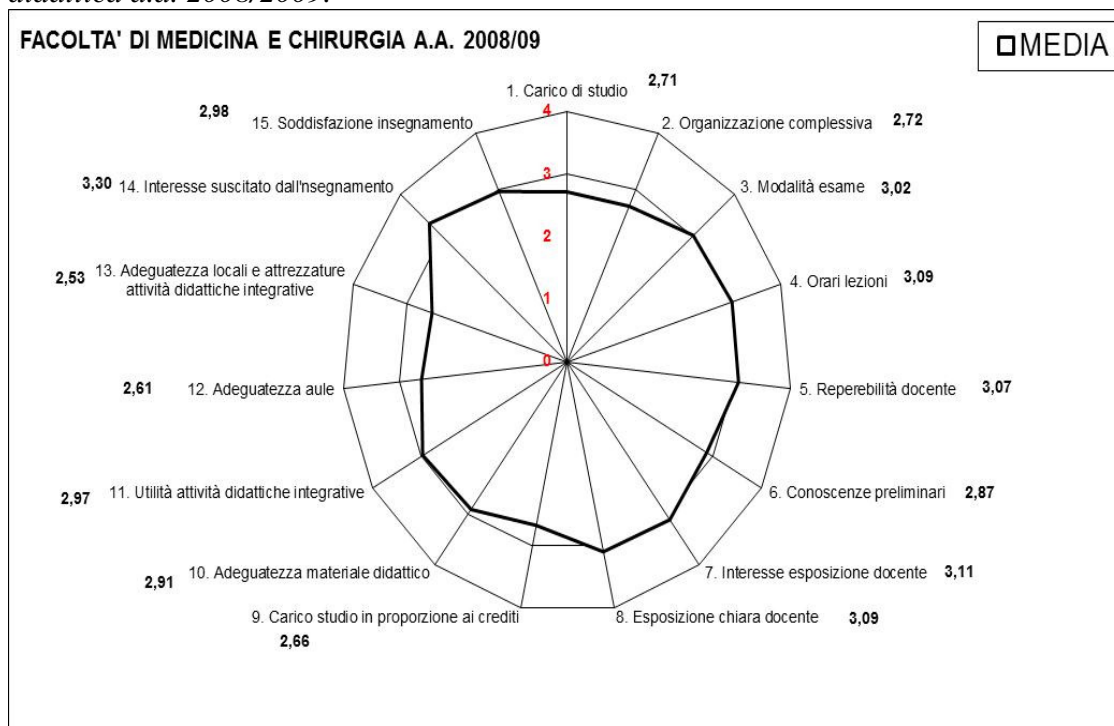 didattica a.a. 2008/2009.
FACOLTA' DI MEDICINA E CHIRURGIA A.A. 2008/09
MEDIA
1. Carico di studio 2,71
2. Organizzazione complessiva 2,72
3. Modalità esame 3,02
4. Orari lezioni 3,09
5. Reperebilità docente 3,07
6. Conoscenze preliminari 2,87
7. Interesse esposizione docente 3,11
8. Esposizione chiara docente 3,09
9. Carico studio in proporzione ai crediti
2,66
10. Adeguatezza materiale didattico
2,91
11. Utilità attività didattiche integrative
2,97
2,61 12. Adeguatezza aule
2,53 13. Adeguatezza locali e attrezzature
attività didattiche integrative
3,30 14. Interesse suscitato dall'nsegnamento
2,98
15. Soddisfazione insegnamento
4
3
2
1
0